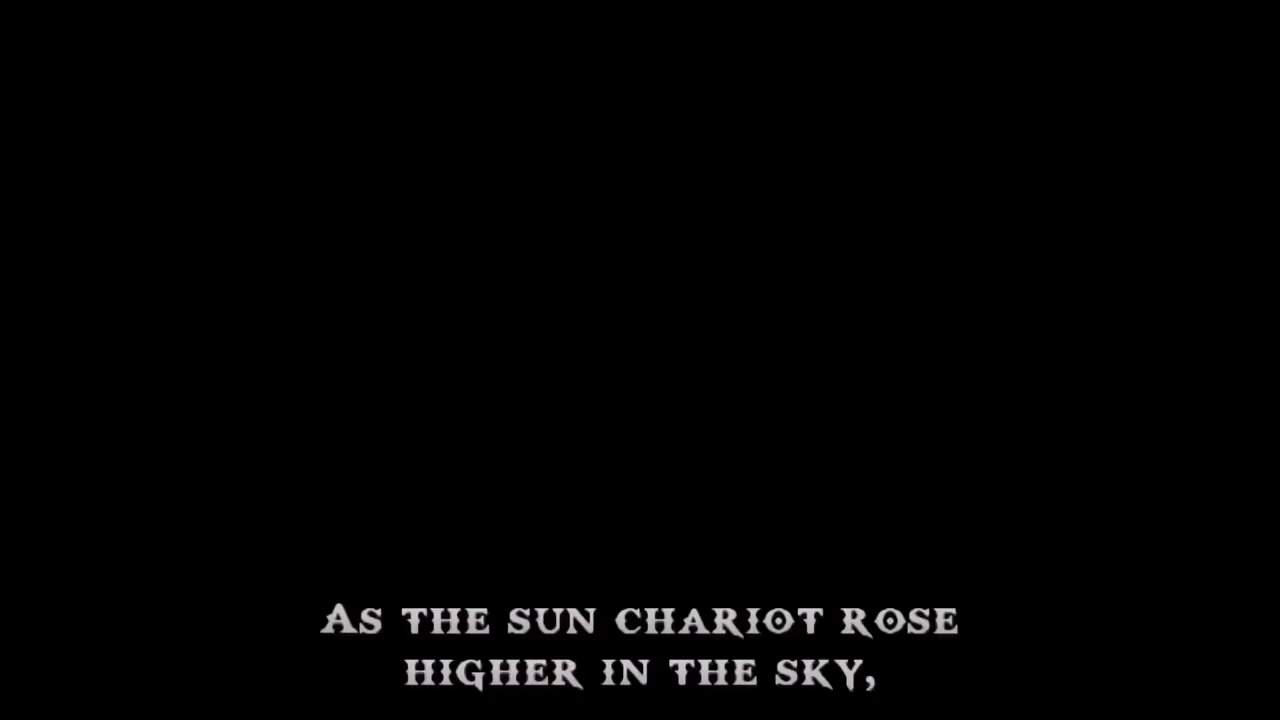 As the sun chariot rose
higher in the sky,